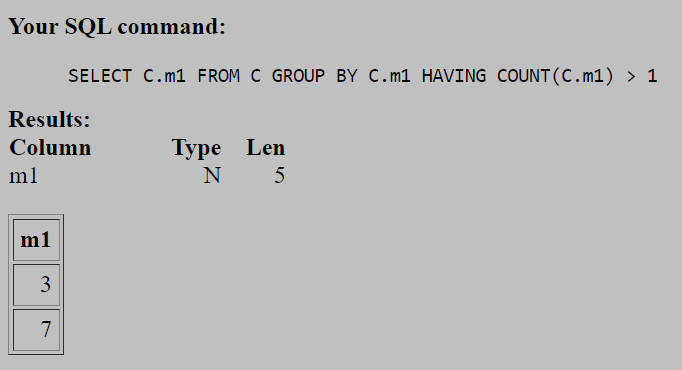 Your SQL command:
SELECT C.m1 FROM C GROUP BY C.m1 HAVING COUNT(C.m1) > 1
Results:
Column Type Len
m1 N 5
m1
3
7